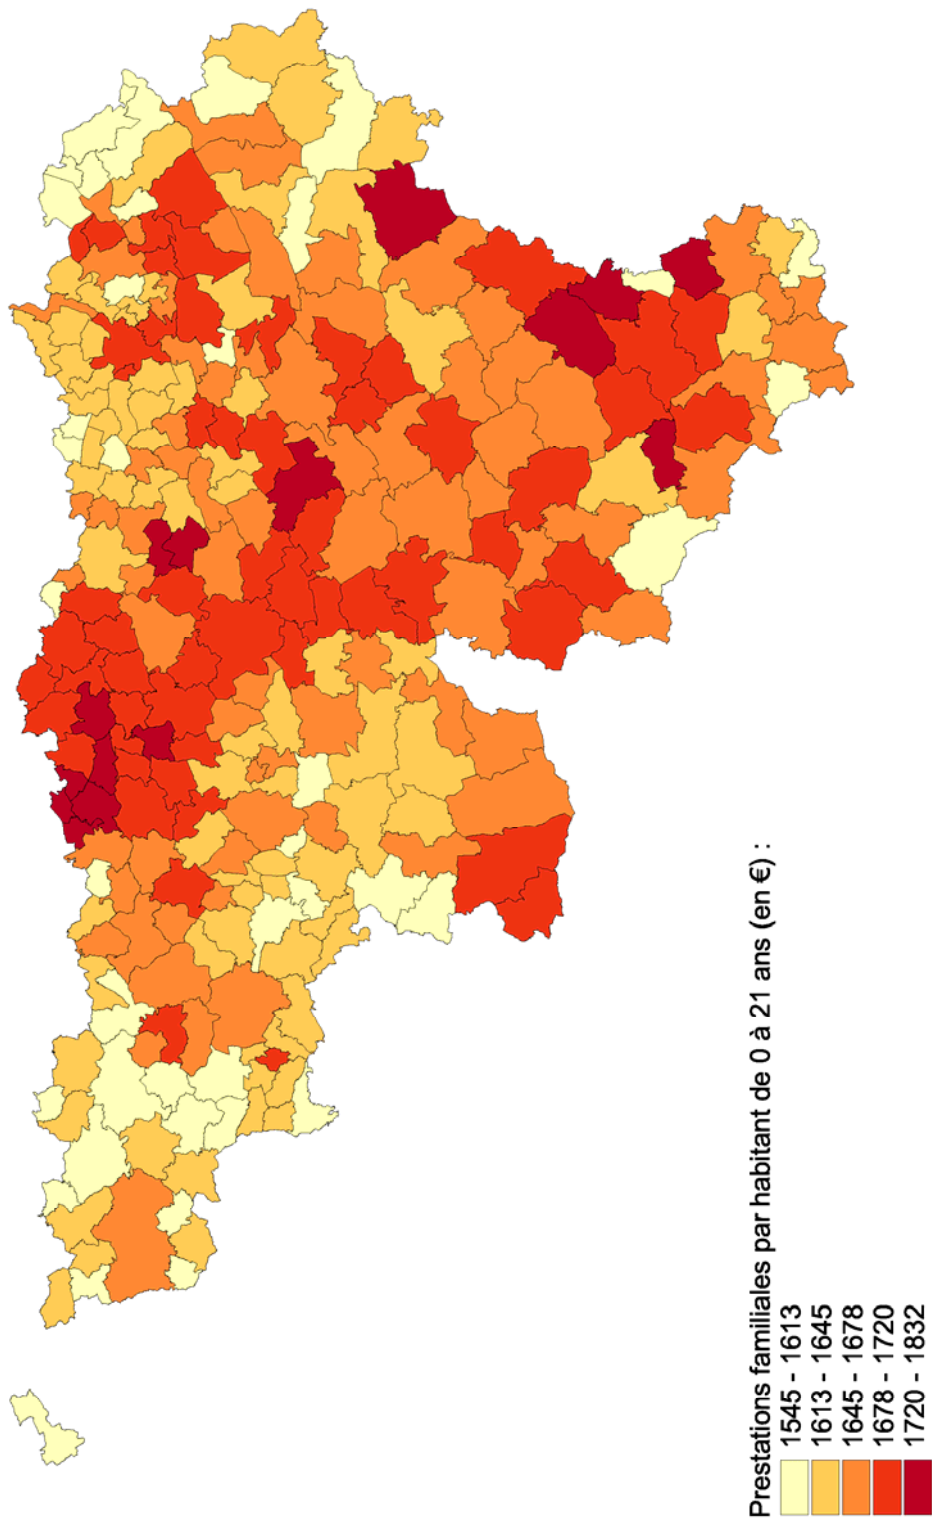 Prestations familiales par habitant de 0 à 21 ans (en €) :
1545 - 1613
1613 - 1645
1645 - 1678
1678 - 1720
1720 - 1832